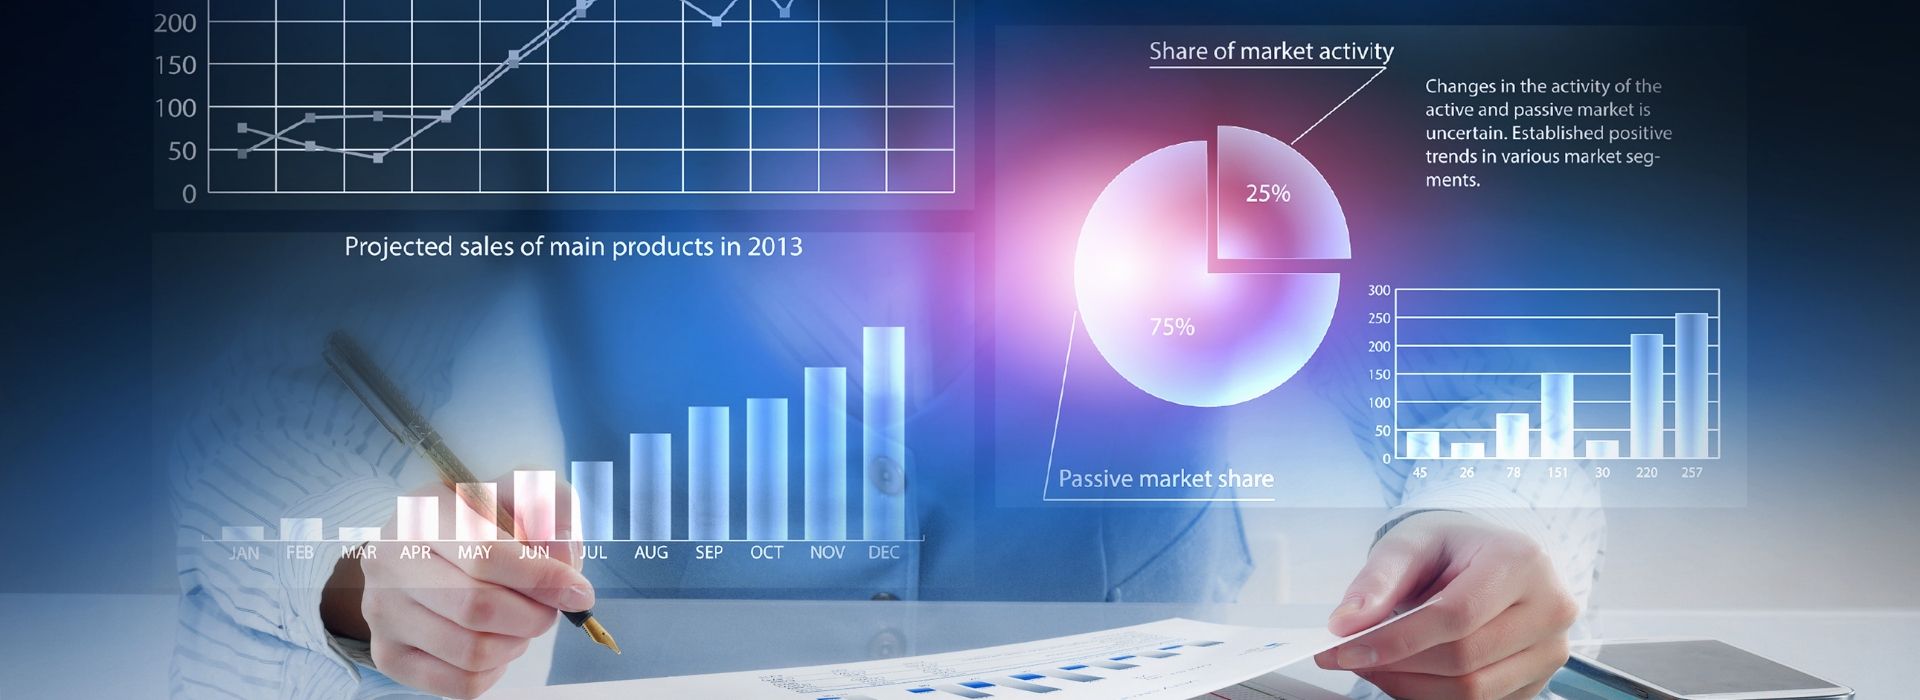 200
150
100
50
0
Projected sales of main products in 2013
JAN FEB MAR APR MAY JUN JUL AUG SEP OCT NOV DEC
Share of market activity
25%
75%
Passive market share
Changes in the activity of the
active and passive market is
uncertain. Established positive
trends in various market seg-
ments.
300
250
200
150
100
50
0
45 26 78 151 30 220 257